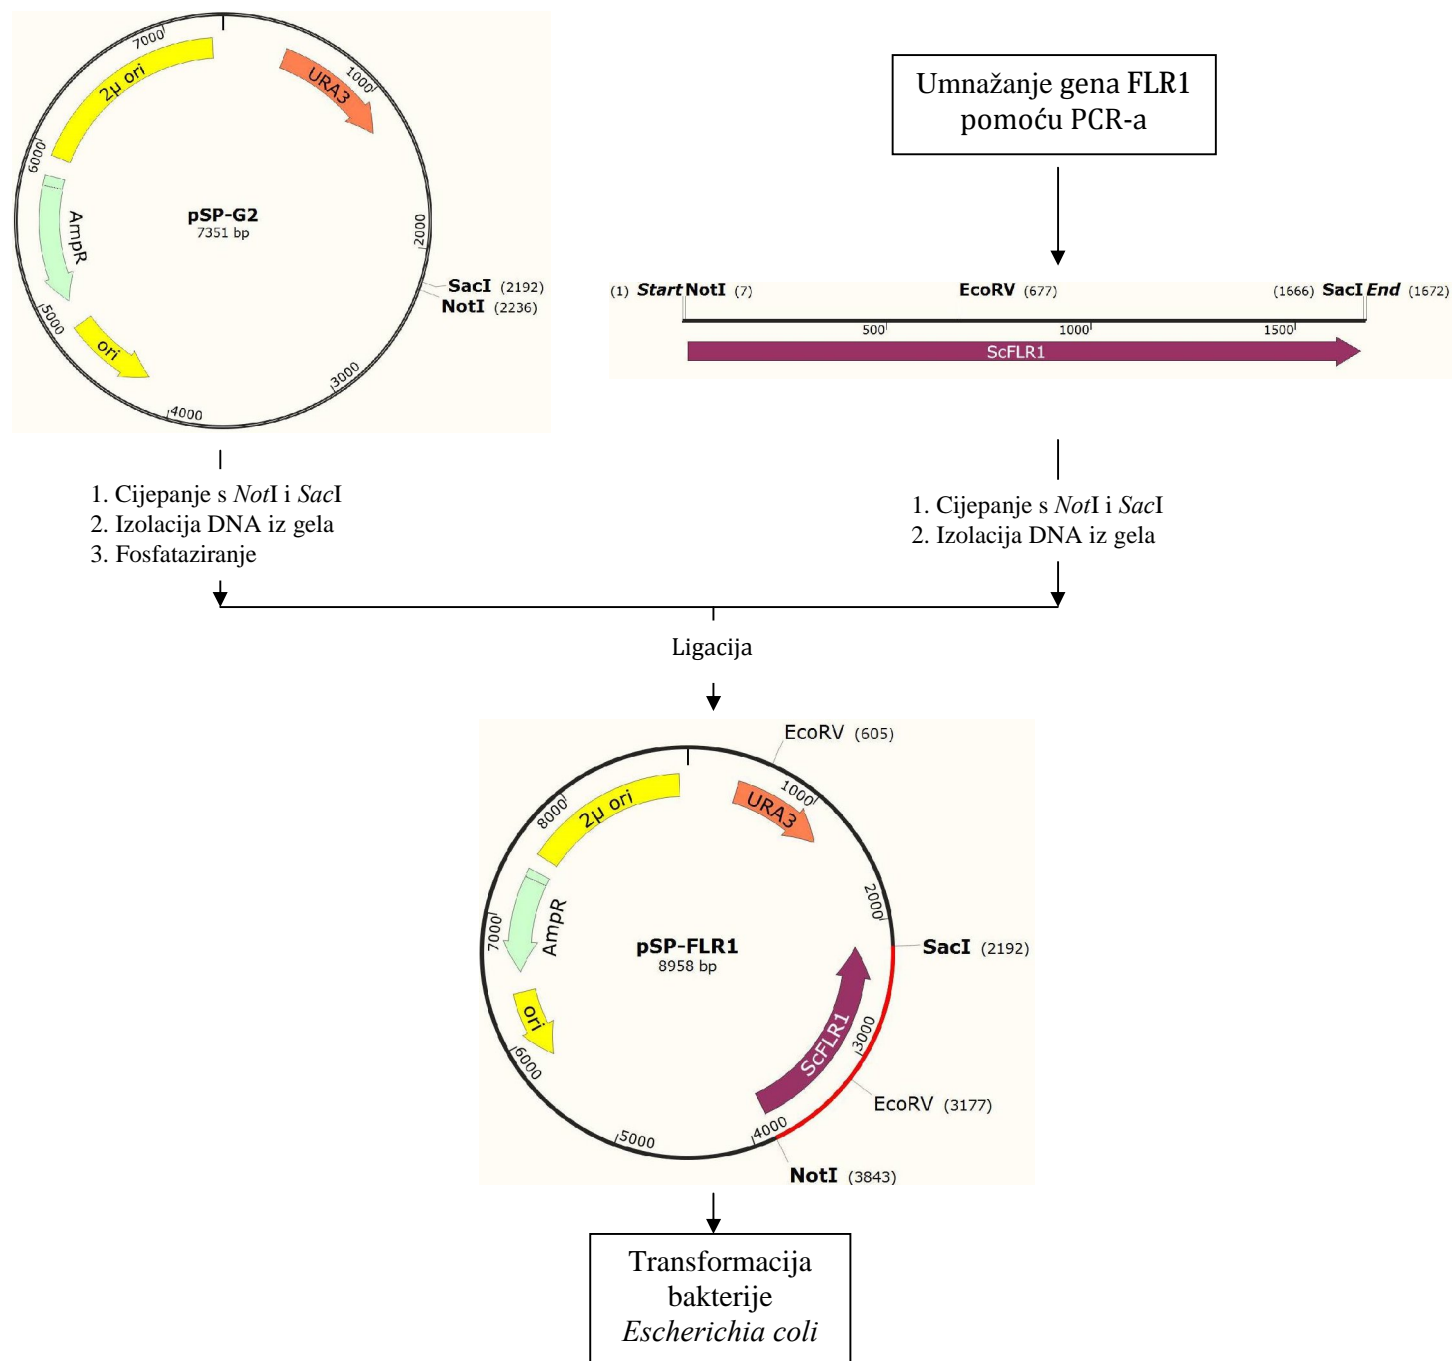 7000
2µ ori
URA3
1000
6000
AmpR
pSP-G2
7351 bp
2000
SacI (2192)
NotI (2236)
5000
ori
4000
3000
Umnažanje gena FLR1
pomoću PCR-a
(1) Start NotI (7) EcoRV (677) (1666) SacI End (1672)
500 1000 1500
ScFLR1
1. Cijepanje s NotI i SacI
2. Izolacija DNA iz gela
3. Fosfataziranje
1. Cijepanje s NotI i SacI
2. Izolacija DNA iz gela
Ligacija
EcoRV (605)
8000
2µ ori
URA3
1000
2000
7000
AmpR
pSP-FLR1
8958 bp
SacI (2192)
ori
ScFLR1
3000
6000
EcoRV (3177)
5000
4000
NotI (3843)
Transformacija
bakterije
Escherichia coli